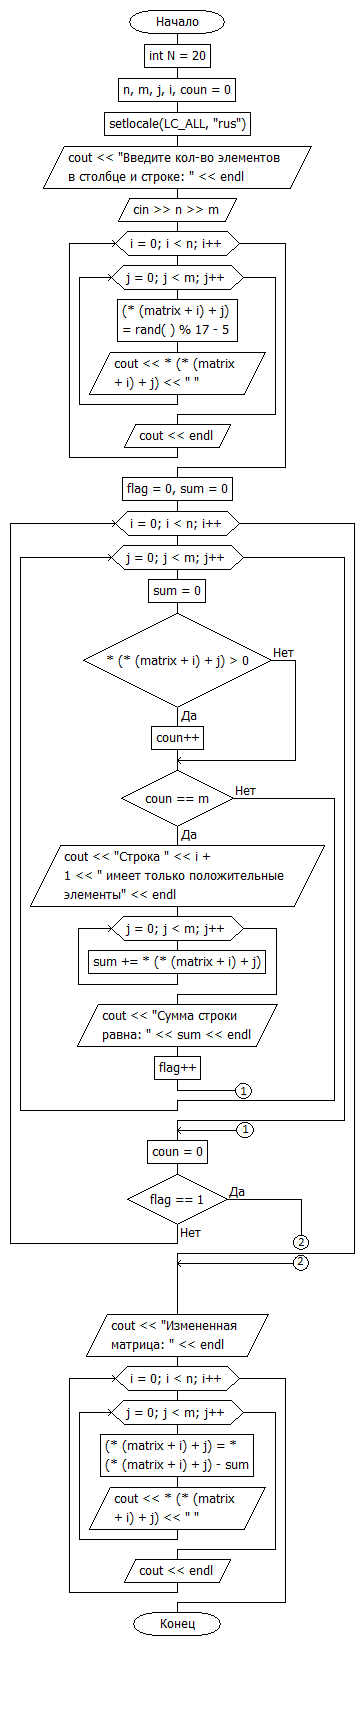 Начало
int N = 20
n, m, j, i, coun = 0
setlocale(LC_ALL, "rus")
cout << "Введите кол-во элементов
в столбце и строке: " << endl
cin >> n >> m
i = 0; i < n; i++
j = 0; j < m; j++
(* (matrix + i) + j)
= rand( ) % 17 - 5
cout << * (* (matrix
+ i) + j) << " "
cout << endl
flag = 0, sum = 0
i = 0; i < n; i++
j = 0; j < m; j++
sum = 0
* (* (matrix + i) + j) > 0
Нет
Да
coun++
coun == m
Нет
Да
cout << "Строка " << i +
1 << " имеет только положительные
элементы" << endl
j = 0; j < m; j++
sum += * (* (matrix + i) + j)
cout << "Сумма строки
равна: " << sum << endl
flag++
1
1
coun = 0
flag == 1
Да
Нет
2
2
cout << "Измененная
матрица: " << endl
i = 0; i < n; i++
j = 0; j < m; j++
(* (matrix + i) + j) = *
(* (matrix + i) + j) - sum
cout << * (* (matrix
+ i) + j) << " "
cout << endl
Конец